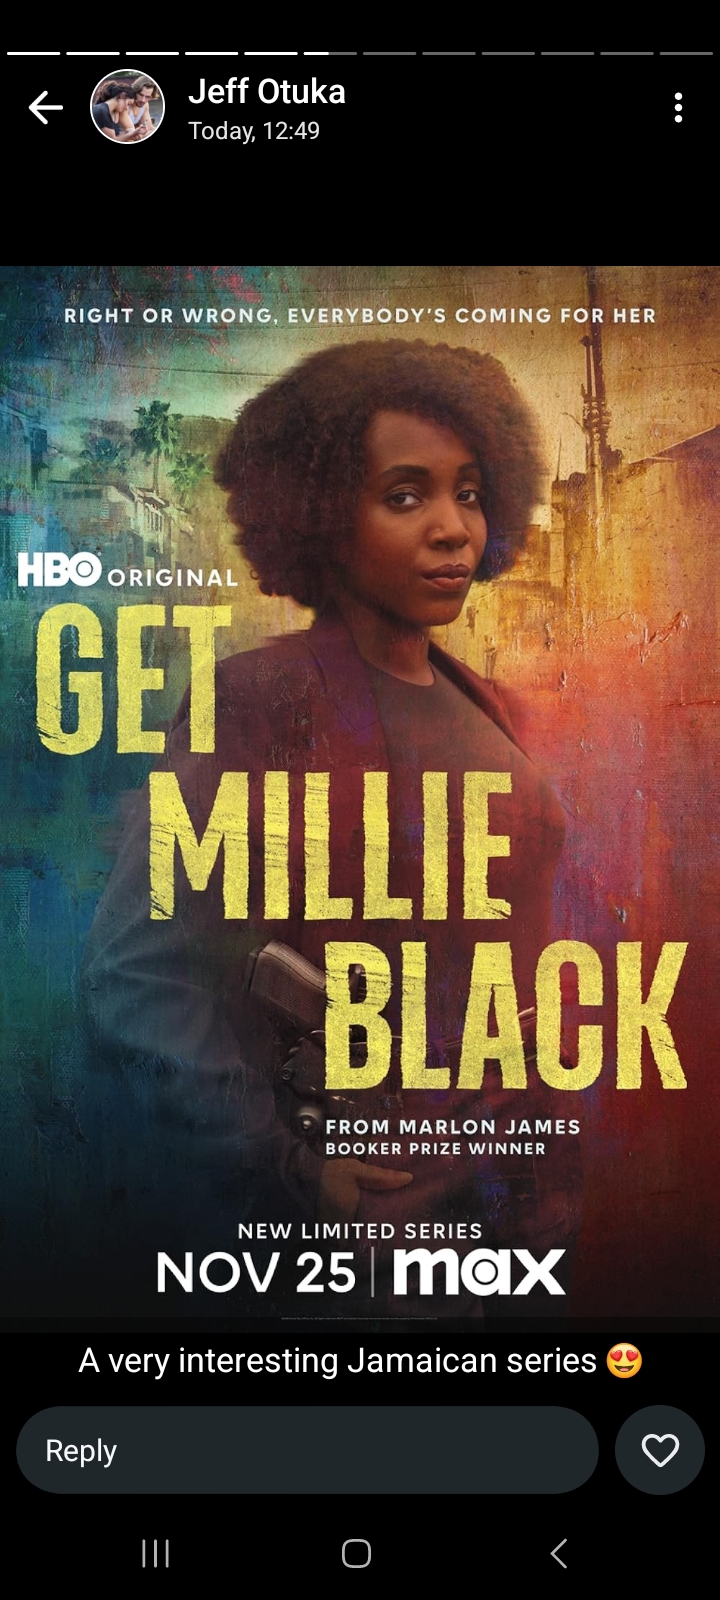 Jeff Otuka
Today, 12:49
RIGHT OR WRONG, EVERYBODY'S COMING FOR HER
HBO ORIGINAL
GET
MILLIE
BLACK
FROM MARLON JAMES
BOOKER PRIZE WINNER
NEW LIMITED SERIES
NOV 25 | max
A very interesting Jamaican series 😍
Reply